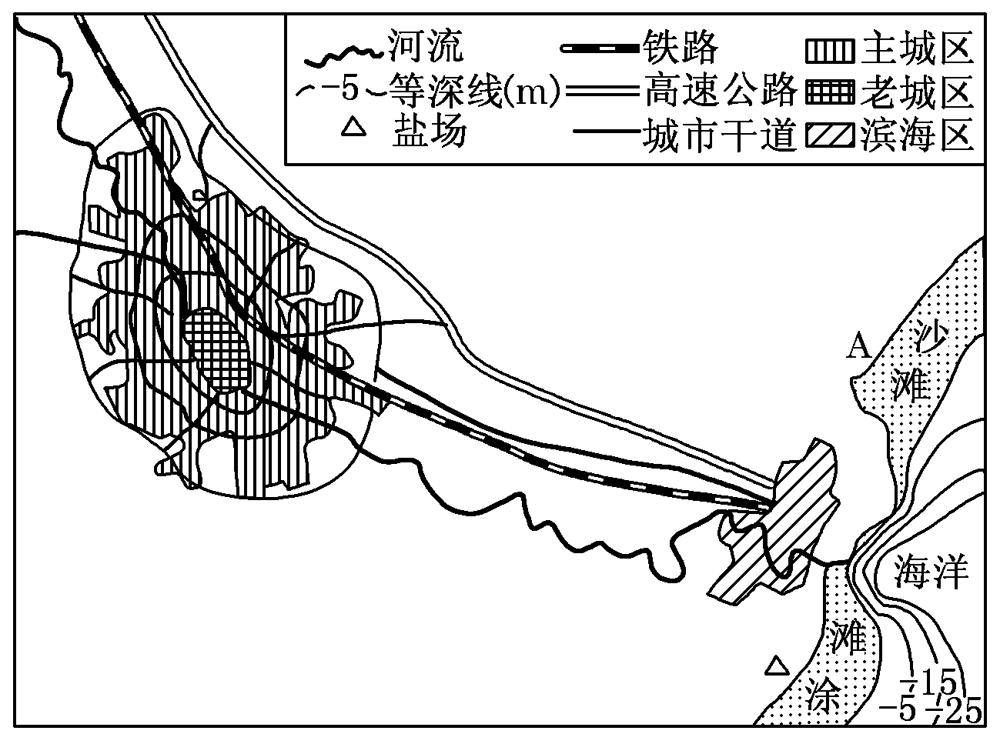 河流 铁路 主城区
-5 等深线(m) 高速公路 老城区
盐场 城市干道 滨海区
A
沙
滩
海洋
滩
涂
-15
-5 -25